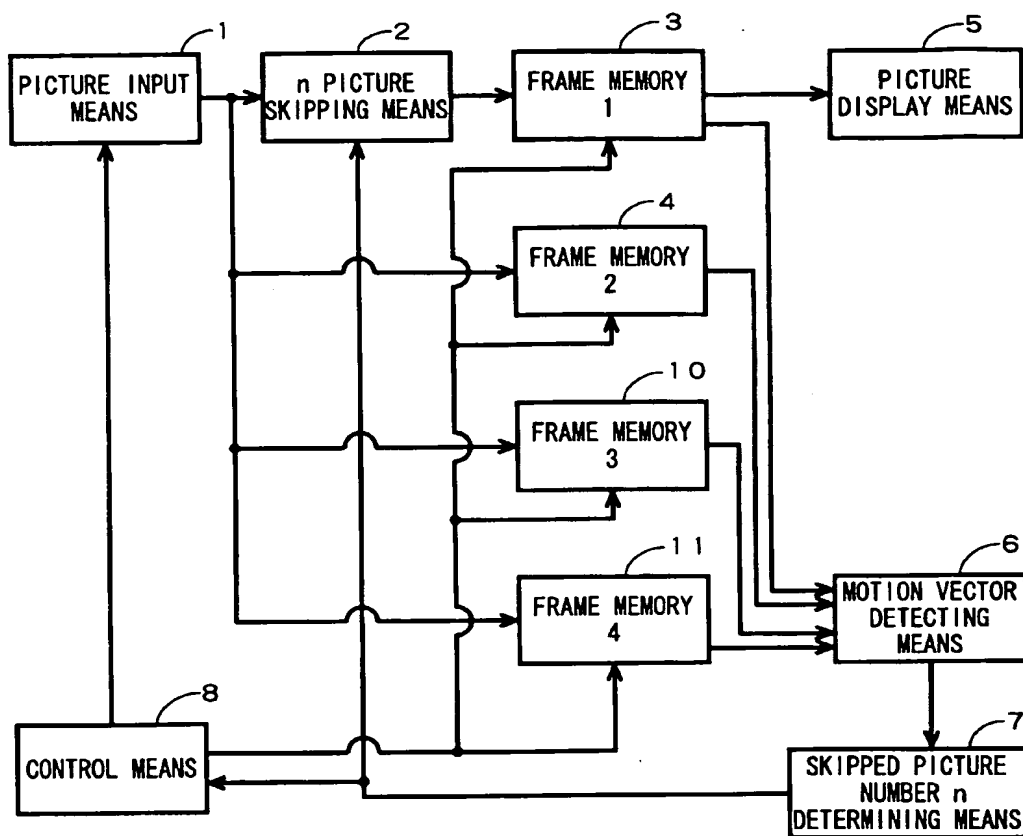 1
PICTURE INPUT
MEANS
2
n PICTURE
SKIPPING MEANS
3
FRAME MEMORY
1
5
PICTURE
DISPLAY MEANS
4
FRAME MEMORY
2
10
FRAME MEMORY
3
11
FRAME MEMORY
4
6
MOTION VECTOR
DETECTING
MEANS
8
CONTROL MEANS
7
SKIPPED PICTURE
NUMBER n
DETERMINING MEANS